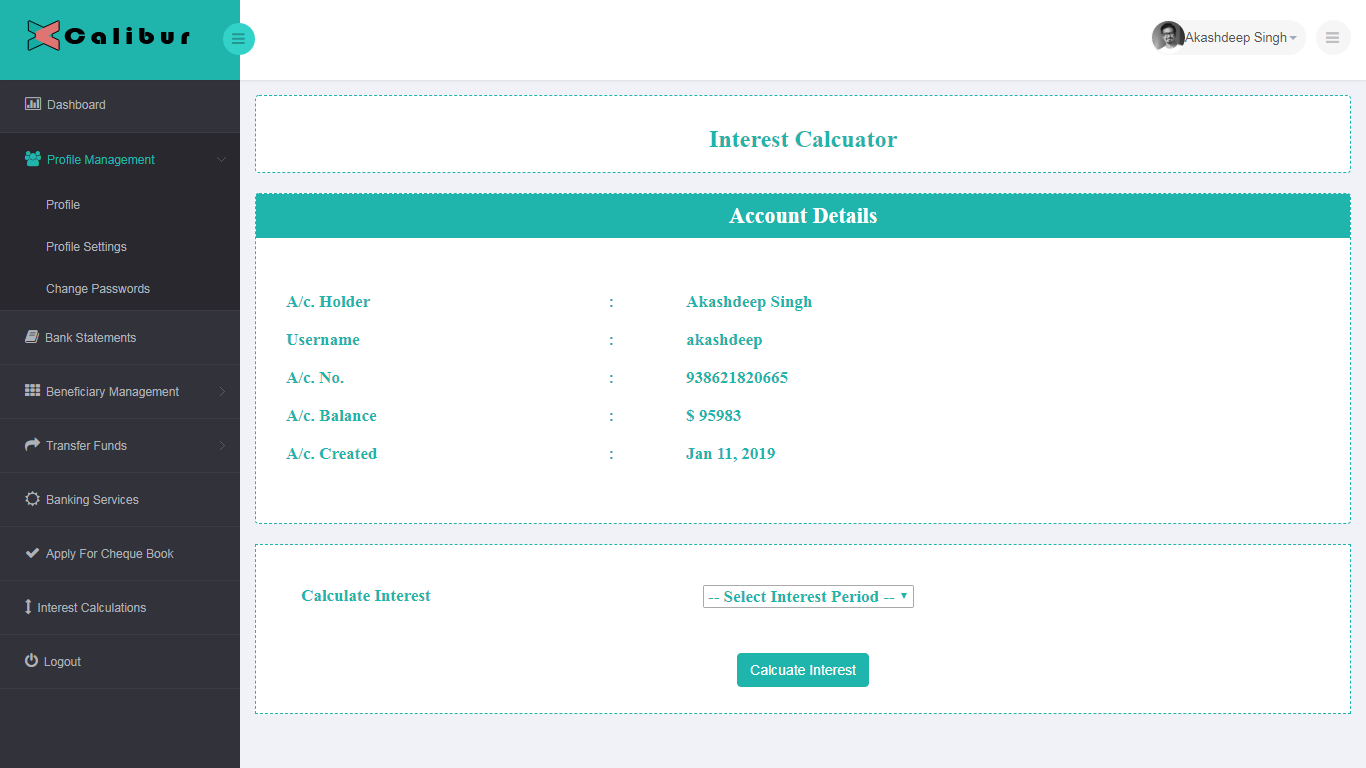 Calibur
Akashdeep Singh
Dashboard
Profile Management
Profile
Profile Settings
Change Passwords
Bank Statements
Beneficiary Management
Transfer Funds
Banking Services
Apply For Cheque Book
Interest Calculations
Logout
Interest Calcuator
Account Details
A/c. Holder : Akashdeep Singh
Username : akashdeep
A/c. No. : 938621820665
A/c. Balance : $ 95983
A/c. Created : Jan 11, 2019
Calculate Interest -- Select Interest Period --
Calcuate Interest